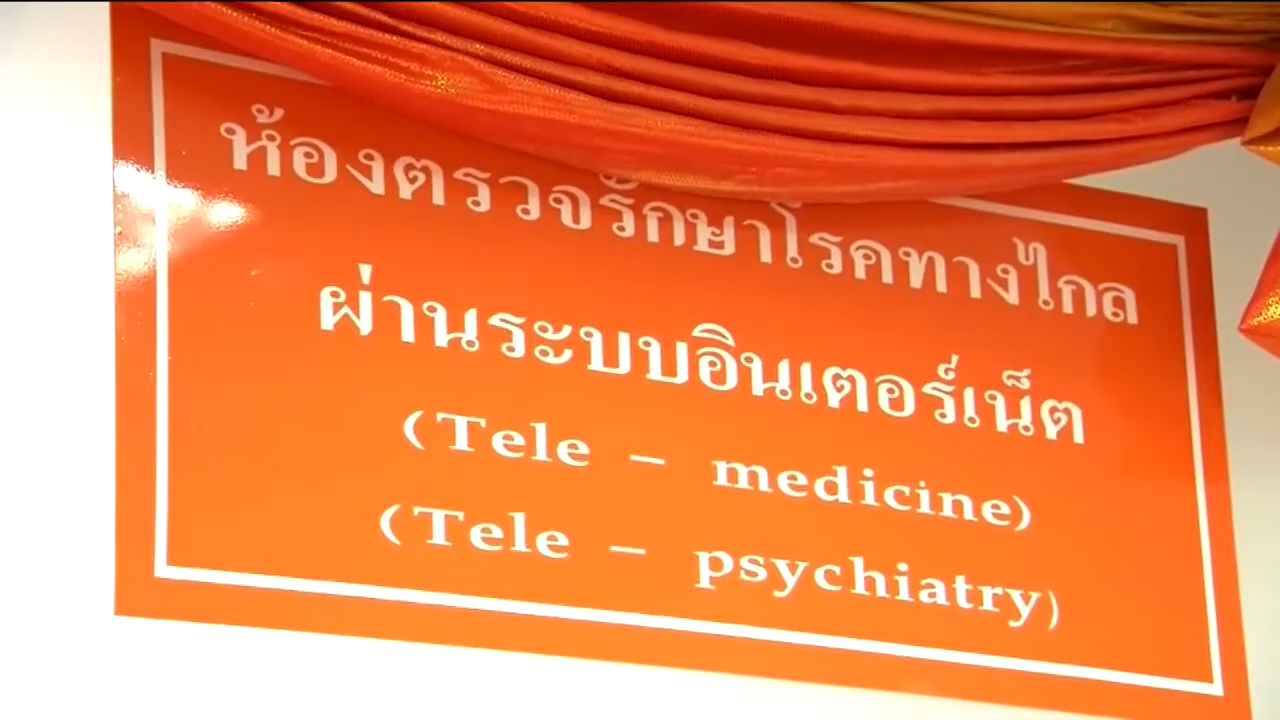 ห้องตรวจรักษาโรคทางไกล
ผ่านระบบอินเตอร์เน็ต
(Tele - medicine)
(Tele - psychiatry)